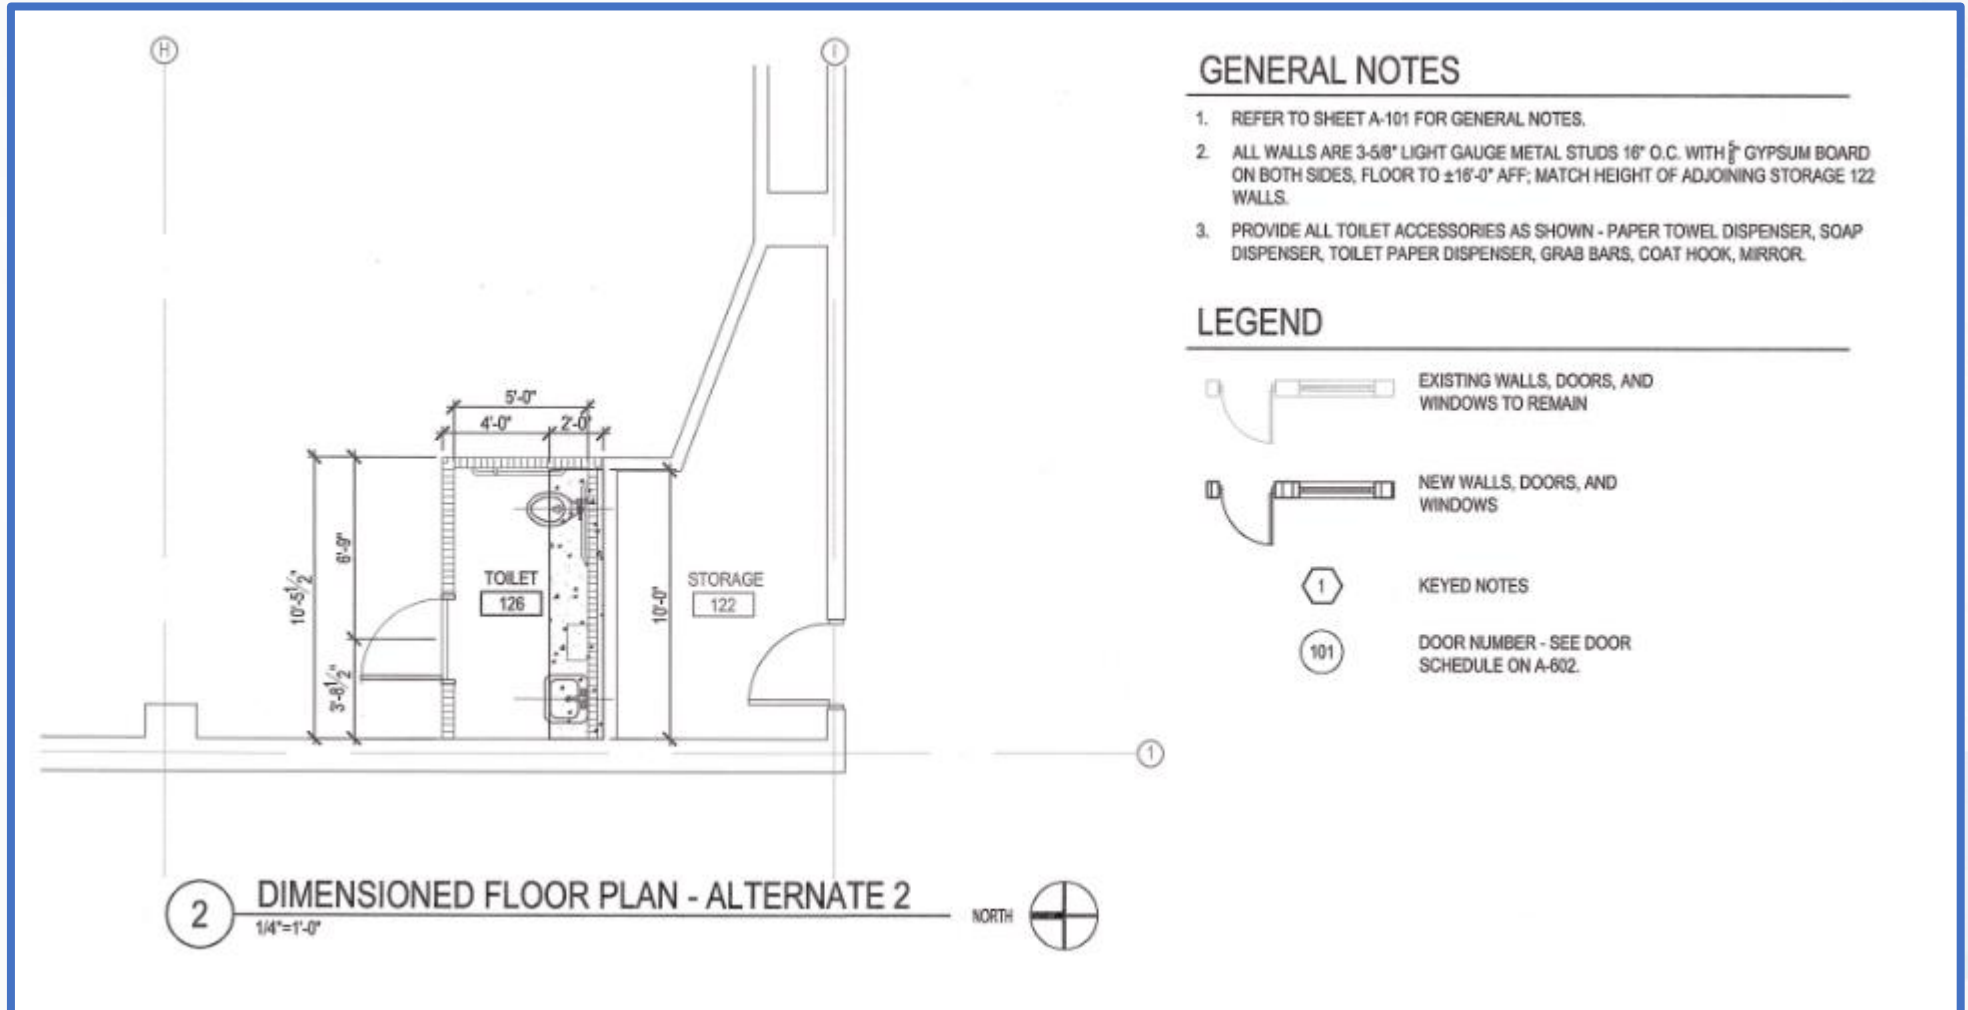 H
I
GENERAL NOTES
1. REFER TO SHEET A-101 FOR GENERAL NOTES.
2. ALL WALLS ARE 3-5/8" LIGHT GAUGE METAL STUDS 16" O.C. WITH 5/8" GYPSUM BOARD
ON BOTH SIDES, FLOOR TO ±16'-0" AFF; MATCH HEIGHT OF ADJOINING STORAGE 122
WALLS.
3. PROVIDE ALL TOILET ACCESSORIES AS SHOWN - PAPER TOWEL DISPENSER, SOAP
DISPENSER, TOILET PAPER DISPENSER, GRAB BARS, COAT HOOK, MIRROR.
LEGEND
EXISTING WALLS, DOORS, AND
WINDOWS TO REMAIN
NEW WALLS, DOORS, AND
WINDOWS
1
KEYED NOTES
101
DOOR NUMBER - SEE DOOR
SCHEDULE ON A-602.
5'-0"
4'-0"
2'-0"
10'-5 1/2"
6'-9"
3'-8 1/2"
TOILET
126
10'-0"
STORAGE
122
1
2
DIMENSIONED FLOOR PLAN - ALTERNATE 2
1/4"=1'-0"
NORTH